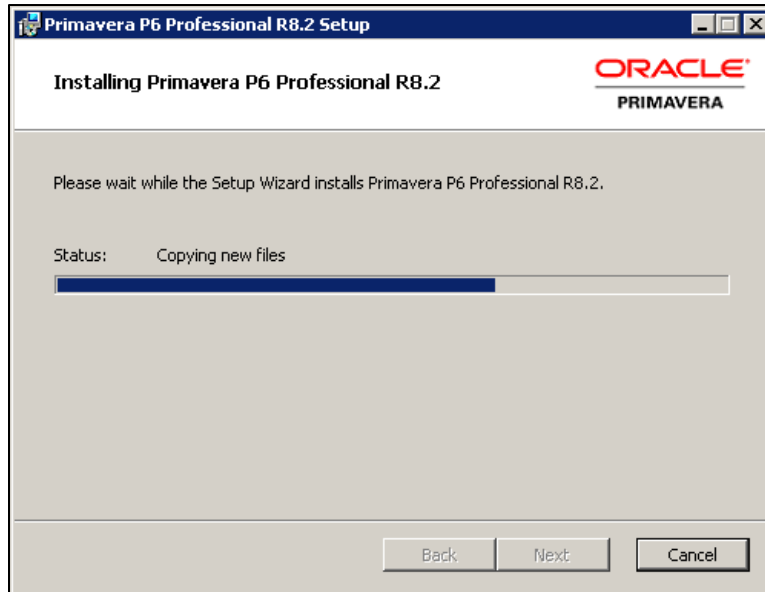 Primavera P6 Professional R8.2 Setup
Installing Primavera P6 Professional R8.2
ORACLE
PRIMAVERA
Please wait while the Setup Wizard installs Primavera P6 Professional R8.2.
Status: Copying new files
Back Next Cancel